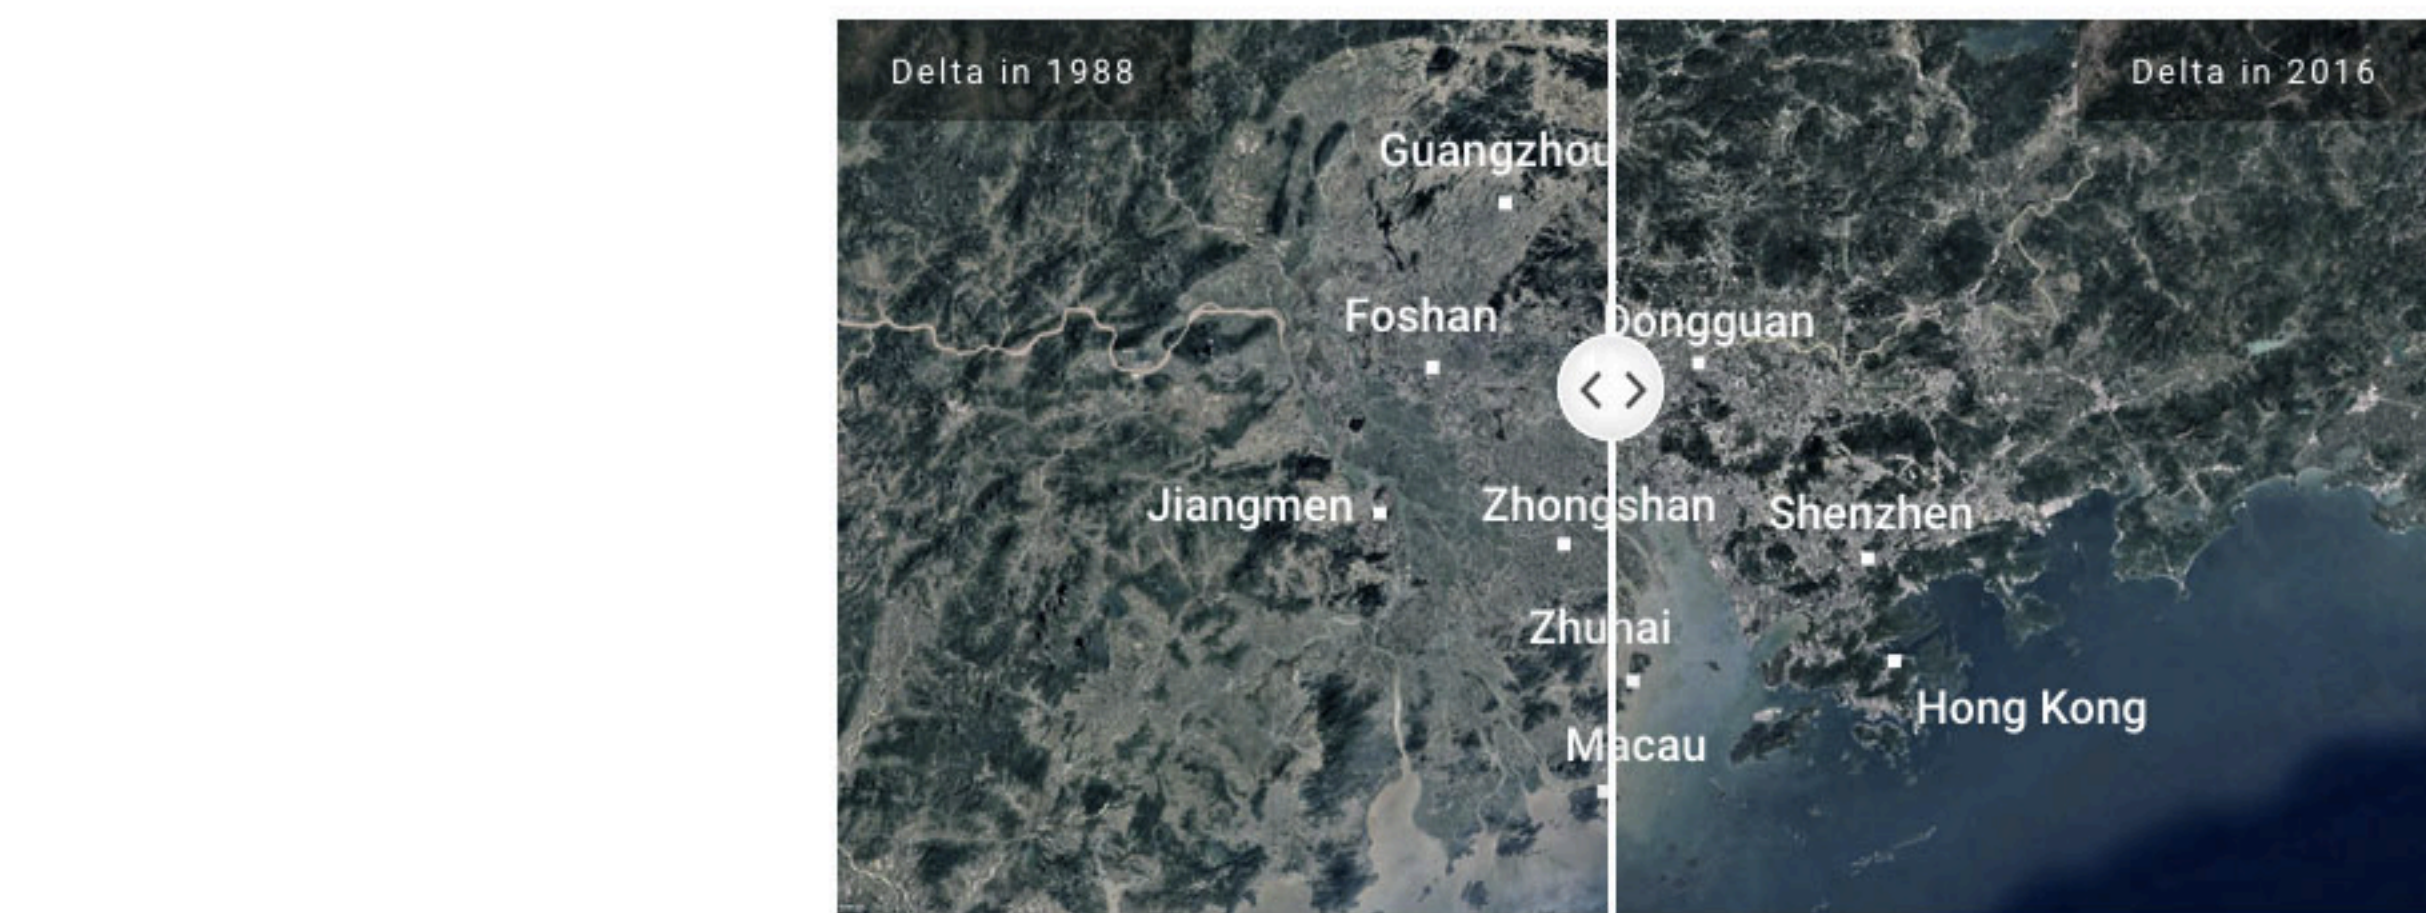 Delta in 1988
Delta in 2016
Guangzhou
Foshan
Dongguan
Jiangmen
Zhongshan
Shenzhen
Zhuhai
Hong Kong
Macau